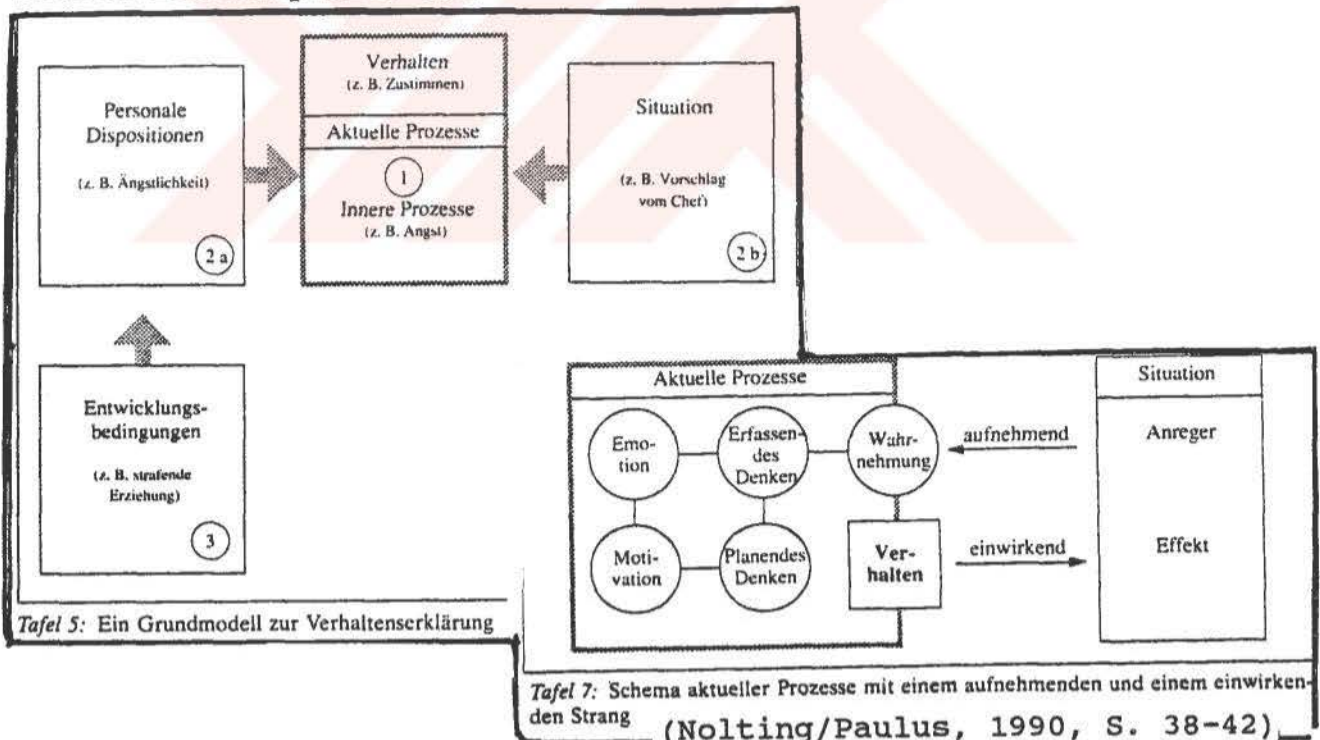 Personale
Dispositionen
(z. B. Ängstlichkeit)
2 a
Verhalten
(z. B. Zustimmen)
Aktuelle Prozesse
1
Innere Prozesse
(z. B. Angst)
Situation
(z. B. Vorschlag
vom Chef)
2 b
Entwicklungs-
bedingungen
(z. B. strafende
Erziehung)
3
Tafel 5: Ein Grundmodell zur Verhaltenserklärung
Aktuelle Prozesse
Emo-
tion
Erfassen-
des
Denken
Wahr-
nehmung
aufnehmend
Moti-
vation
Planendes
Denken
Ver-
halten
einwirkend
Situation
Anreger
Effekt
Tafel 7: Schema aktueller Prozesse mit einem aufnehmenden und einem einwirken-
den Strang (Nolting/Paulus, 1990, S. 38-42)